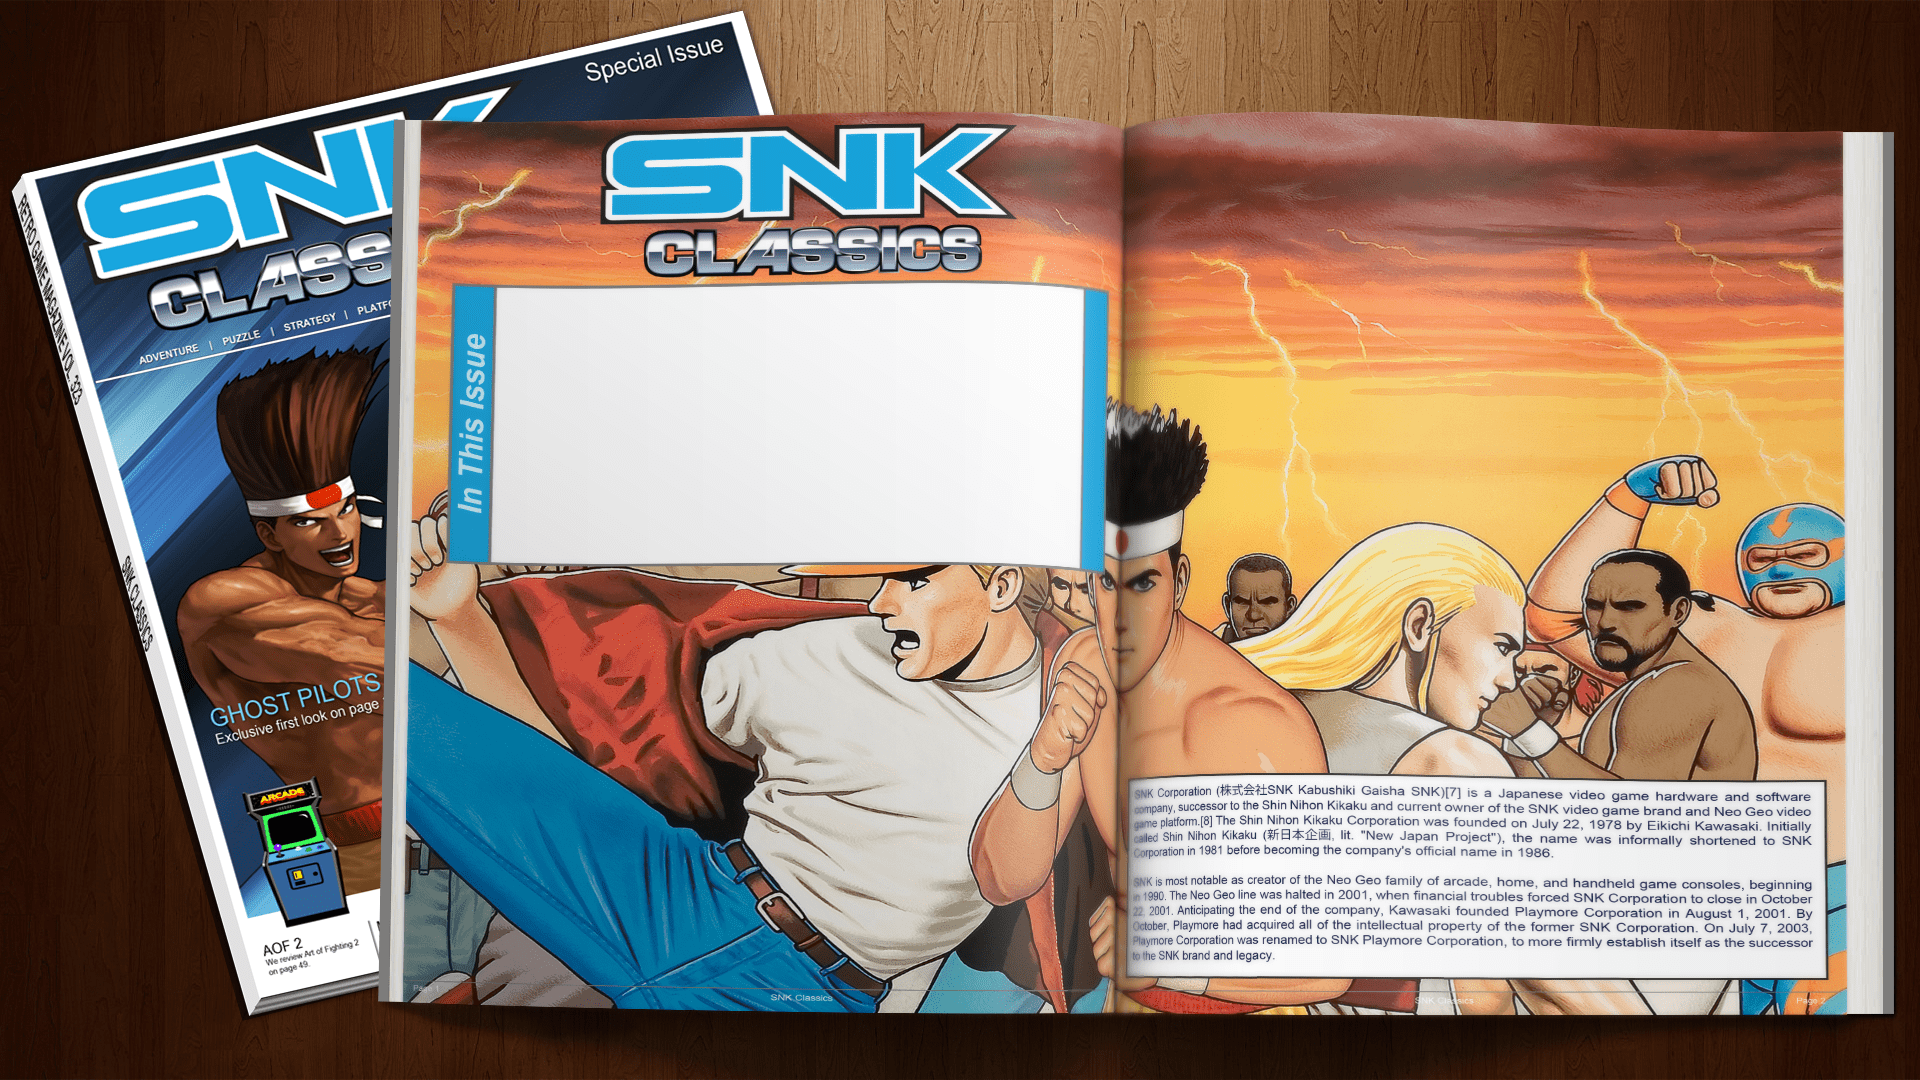 Special Issue
SNK
CLASS
ADVENTURE | PUZZLE | STRATEGY | PLATFO
RETRO GAME MAGAZINE VOL. 323
SNK CLASSICS
GHOST PILOTS
Exclusive first look on page
ARCADE
AOF 2
We review Art of Fighting 2
on page 49.
SNK
CLASSICS
In This Issue
Page 1
SNK Classics
SNK Corporation (株式会社SNK Kabushiki Gaisha SNK)[7] is a Japanese video game hardware and software
company, successor to the Shin Nihon Kikaku and current owner of the SNK video game brand and Neo Geo video
game platform.[8] The Shin Nihon Kikaku Corporation was founded on July 22, 1978 by Eikichi Kawasaki. Initially
called Shin Nihon Kikaku (新日本企画, lit. "New Japan Project"), the name was informally shortened to SNK
Corporation in 1981 before becoming the company's official name in 1986.
SNK is most notable as creator of the Neo Geo family of arcade, home, and handheld game consoles, beginning
in 1990. The Neo Geo line was halted in 2001, when financial troubles forced SNK Corporation to close in October
22, 2001. Anticipating the end of the company, Kawasaki founded Playmore Corporation in August 1, 2001. By
October, Playmore had acquired all of the intellectual property of the former SNK Corporation. On July 7, 2003,
Playmore Corporation was renamed to SNK Playmore Corporation, to more firmly establish itself as the successor
to the SNK brand and legacy.
SNK Classics
Page 2